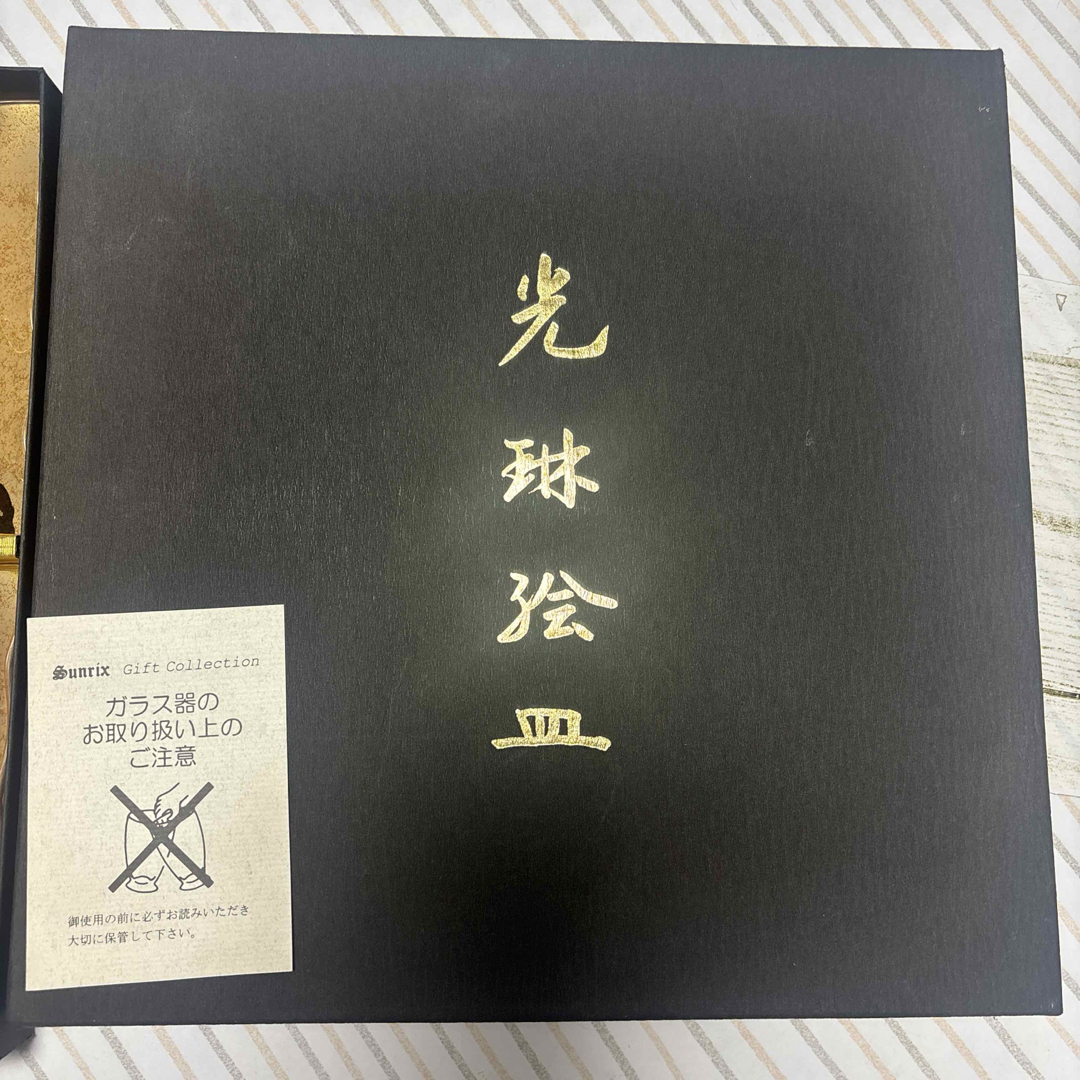 光琳絵皿
Sunrix Gift Collection
ガラス器の
お取り扱い上の
ご注意
御使用の前に必ずお読みいただき
大切に保管して下さい。